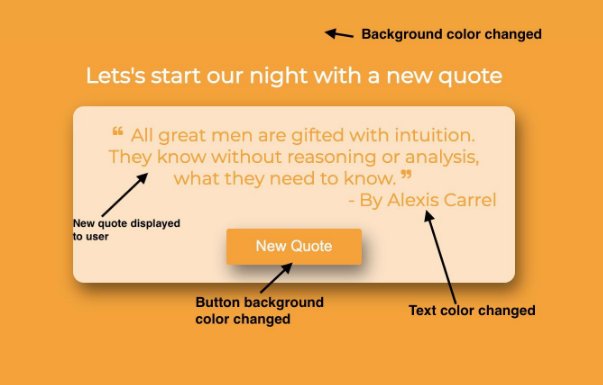 Background color changed
Lets's start our night with a new quote
❝ All great men are gifted with intuition.
They know without reasoning or analysis,
what they need to know. ❞
- By Alexis Carrel
New quote displayed
to user
New Quote
Button background
color changed
Text color changed